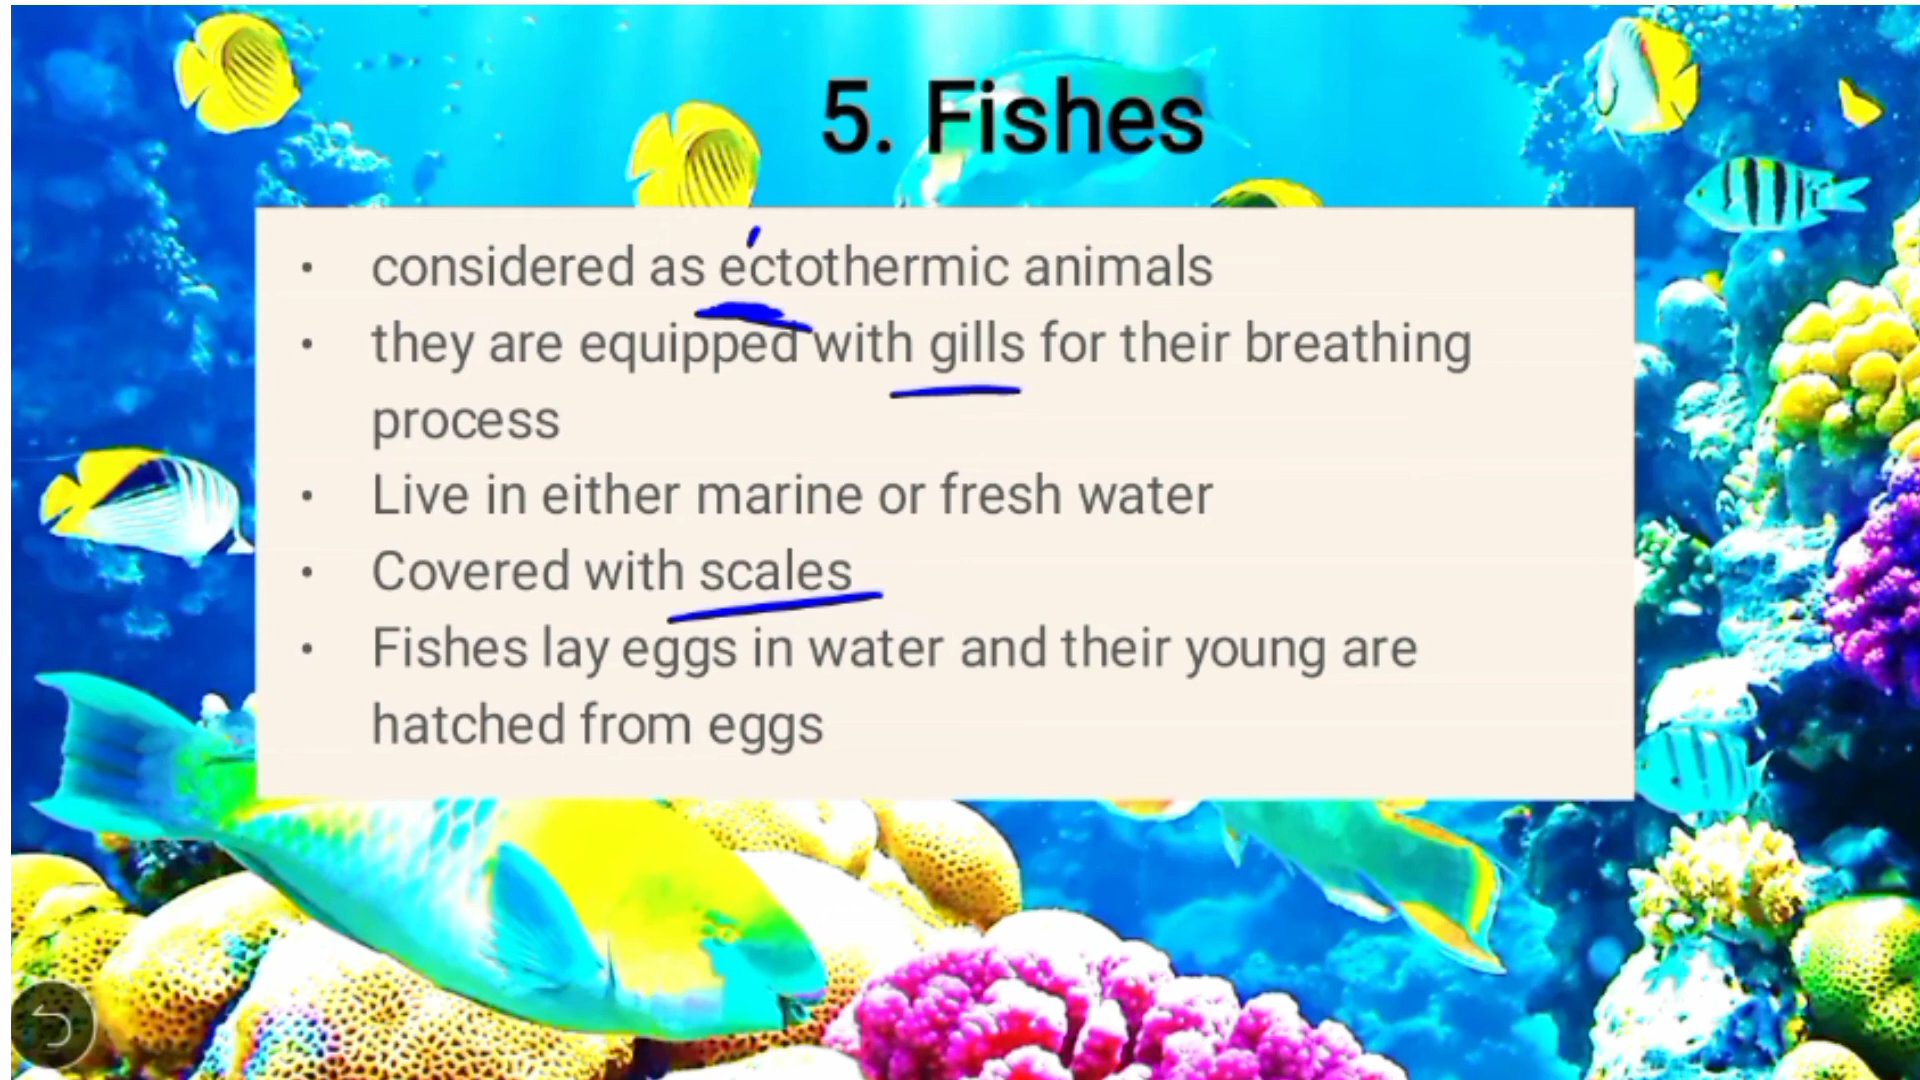 5. Fishes
• considered as ectothermic animals
• they are equipped with gills for their breathing
process
• Live in either marine or fresh water
• Covered with scales
• Fishes lay eggs in water and their young are
hatched from eggs